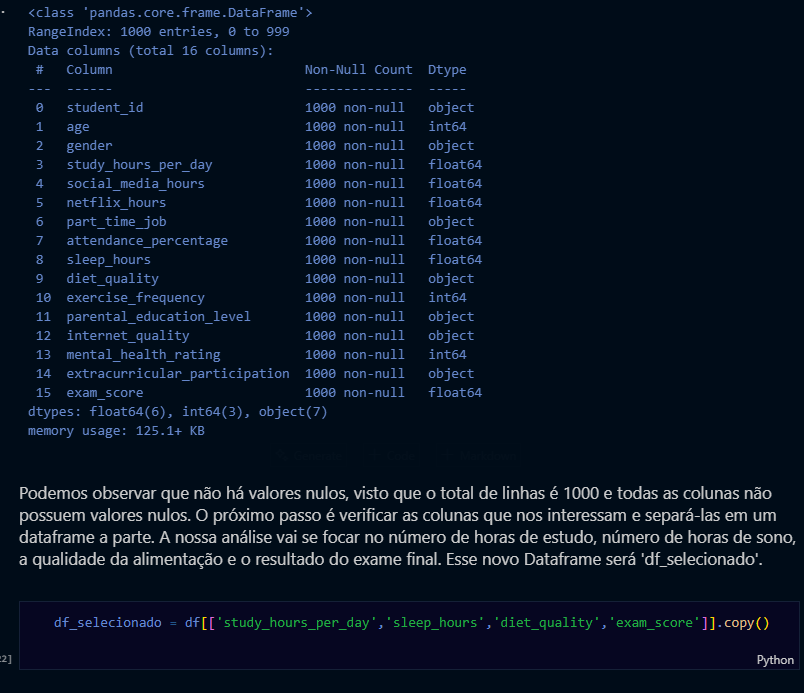 <class 'pandas.core.frame.DataFrame'>
RangeIndex: 1000 entries, 0 to 999
Data columns (total 16 columns):
 #   Column                         Non-Null Count  Dtype
---  ------                         --------------  -----
 0   student_id                     1000 non-null   object
 1   age                            1000 non-null   int64
 2   gender                         1000 non-null   object
 3   study_hours_per_day            1000 non-null   float64
 4   social_media_hours             1000 non-null   float64
 5   netflix_hours                  1000 non-null   float64
 6   part_time_job                  1000 non-null   object
 7   attendance_percentage          1000 non-null   float64
 8   sleep_hours                    1000 non-null   float64
 9   diet_quality                   1000 non-null   object
 10  exercise_frequency             1000 non-null   int64
 11  parental_education_level       1000 non-null   object
 12  internet_quality               1000 non-null   object
 13  mental_health_rating           1000 non-null   int64
 14  extracurricular_participation  1000 non-null   object
 15  exam_score                     1000 non-null   float64
dtypes: float64(6), int64(3), object(7)
memory usage: 125.1+ KB
Podemos observar que não há valores nulos, visto que o total de linhas é 1000 e todas as colunas não
possuem valores nulos. O próximo passo é verificar as colunas que nos interessam e separá-las em um
dataframe a parte. A nossa análise vai se focar no número de horas de estudo, número de horas de sono,
a qualidade da alimentação e o resultado do exame final. Esse novo Dataframe será 'df_selecionado'.
df_selecionado = df[['study_hours_per_day','sleep_hours','diet_quality','exam_score']].copy()
22]
Python